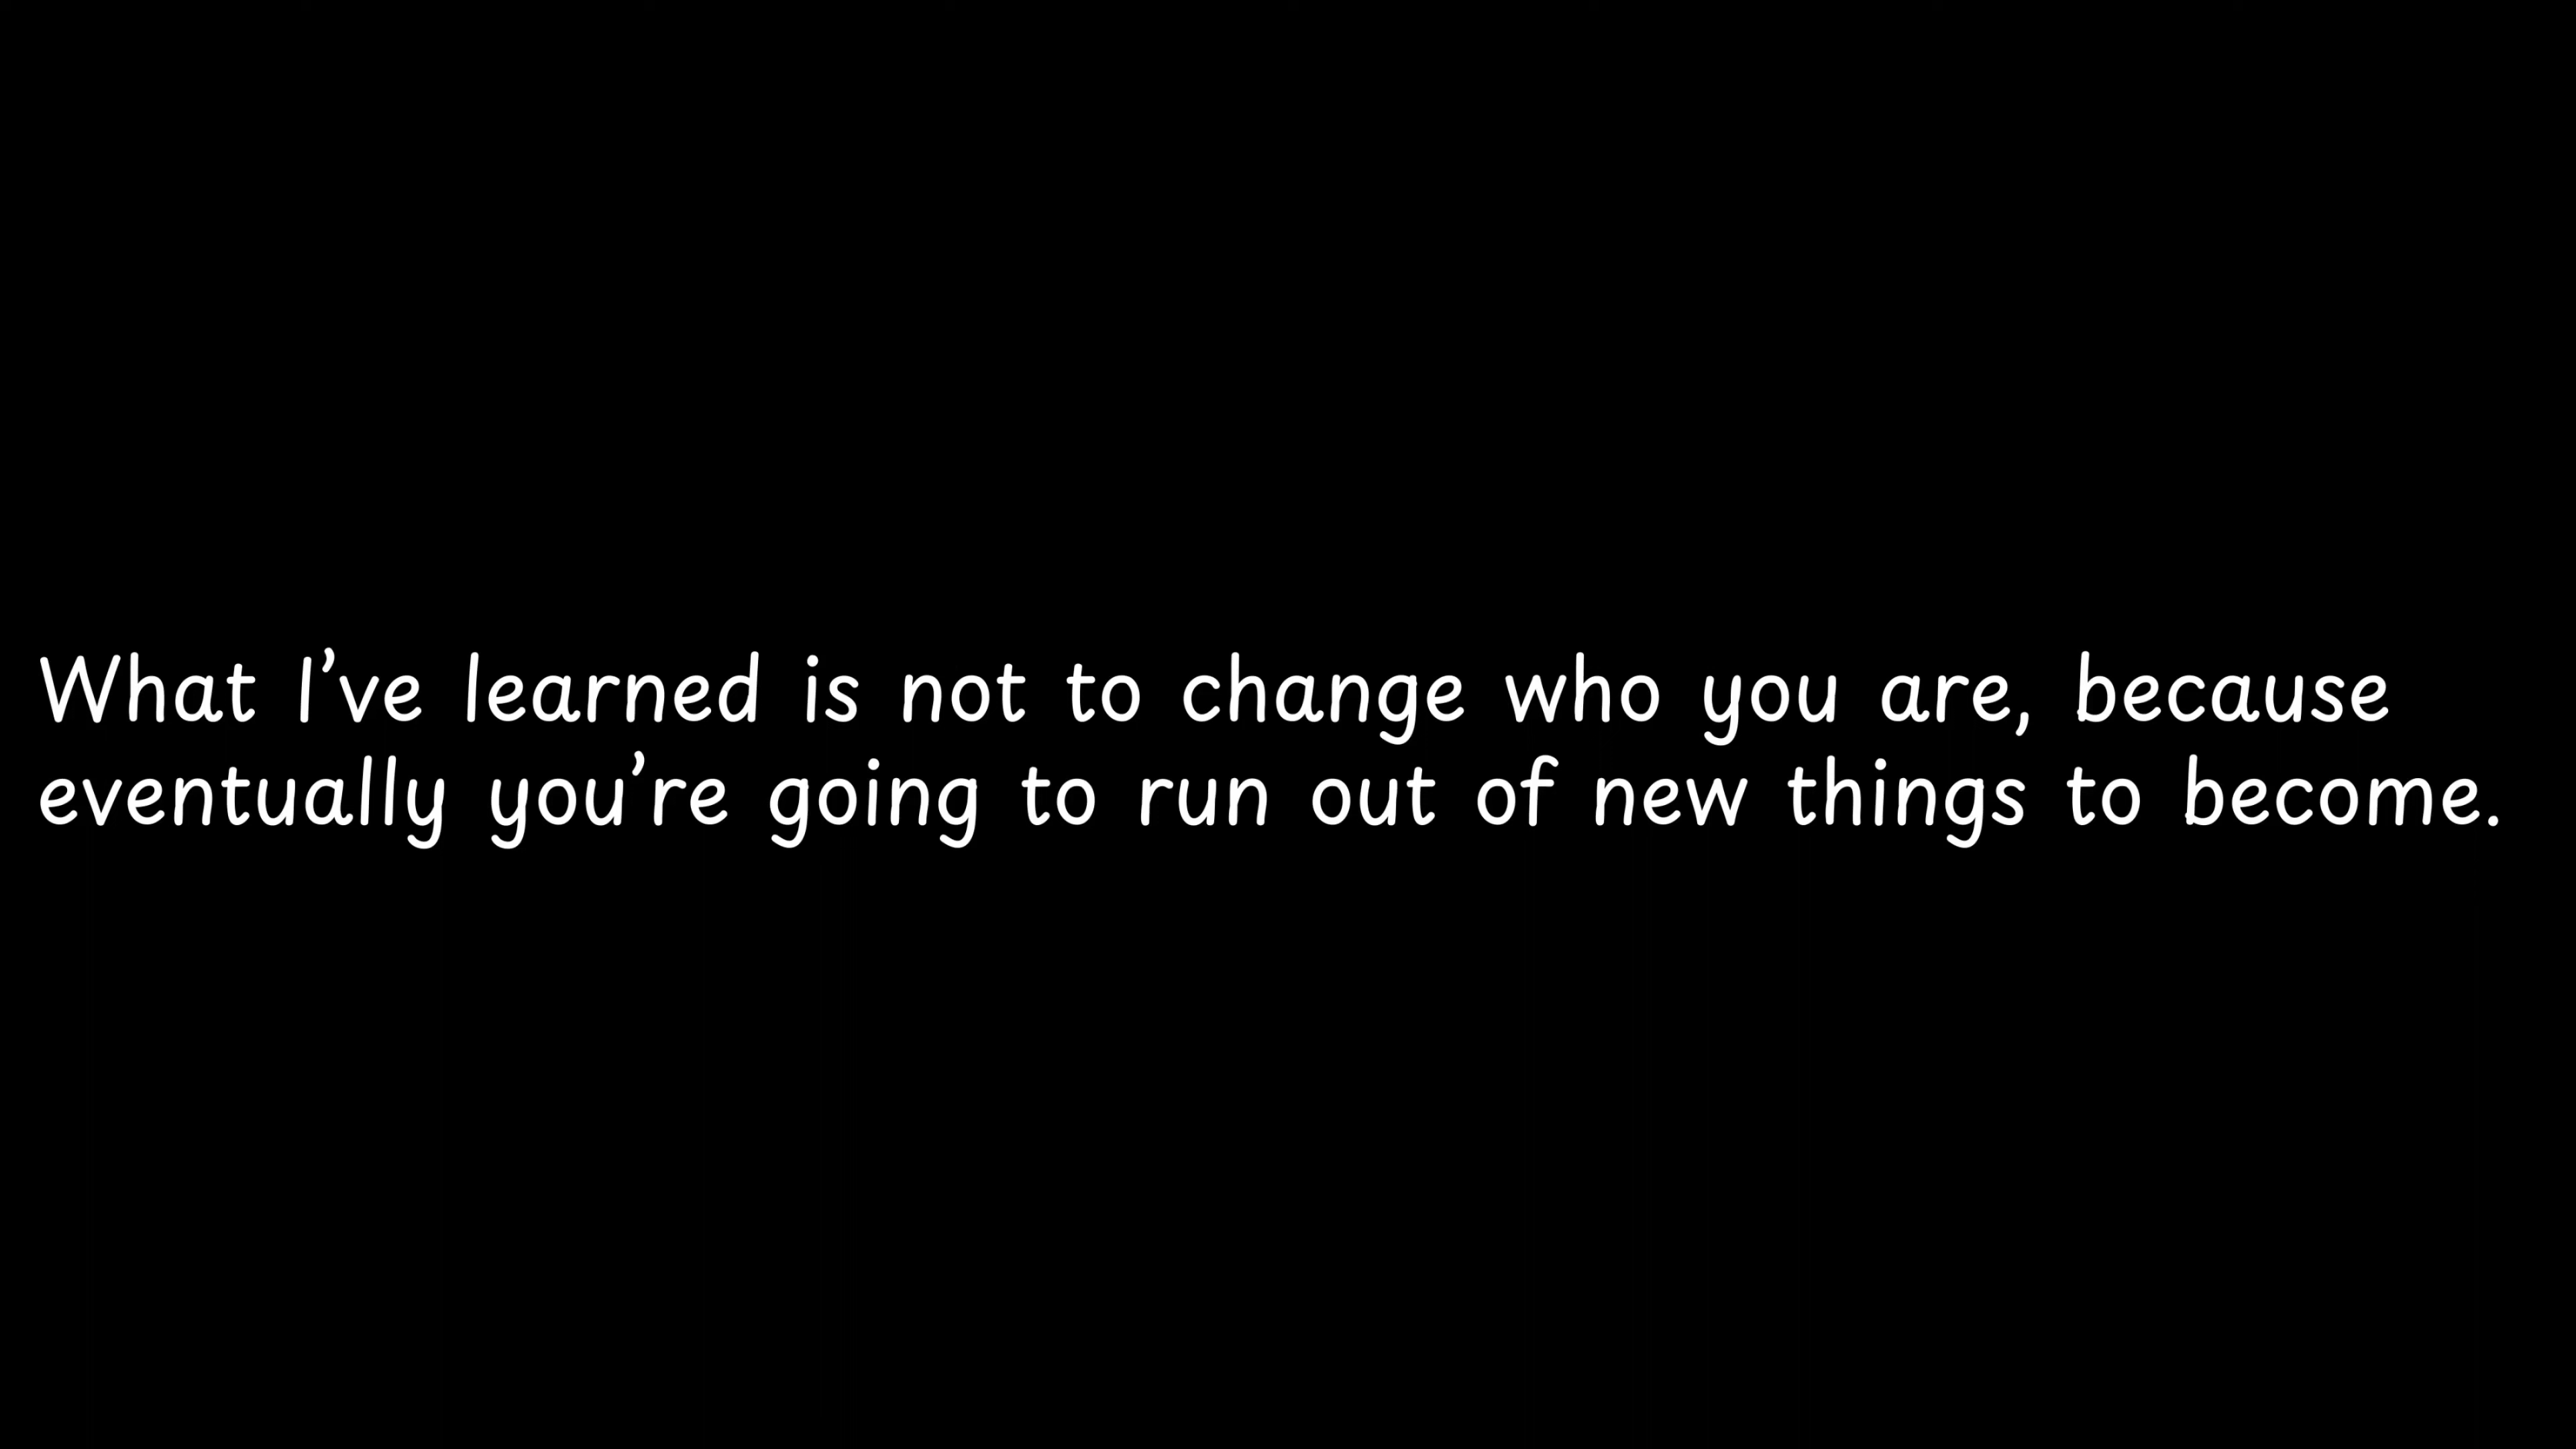 What I’ve learned is not to change who you are, because
eventually you’re going to run out of new things to become.